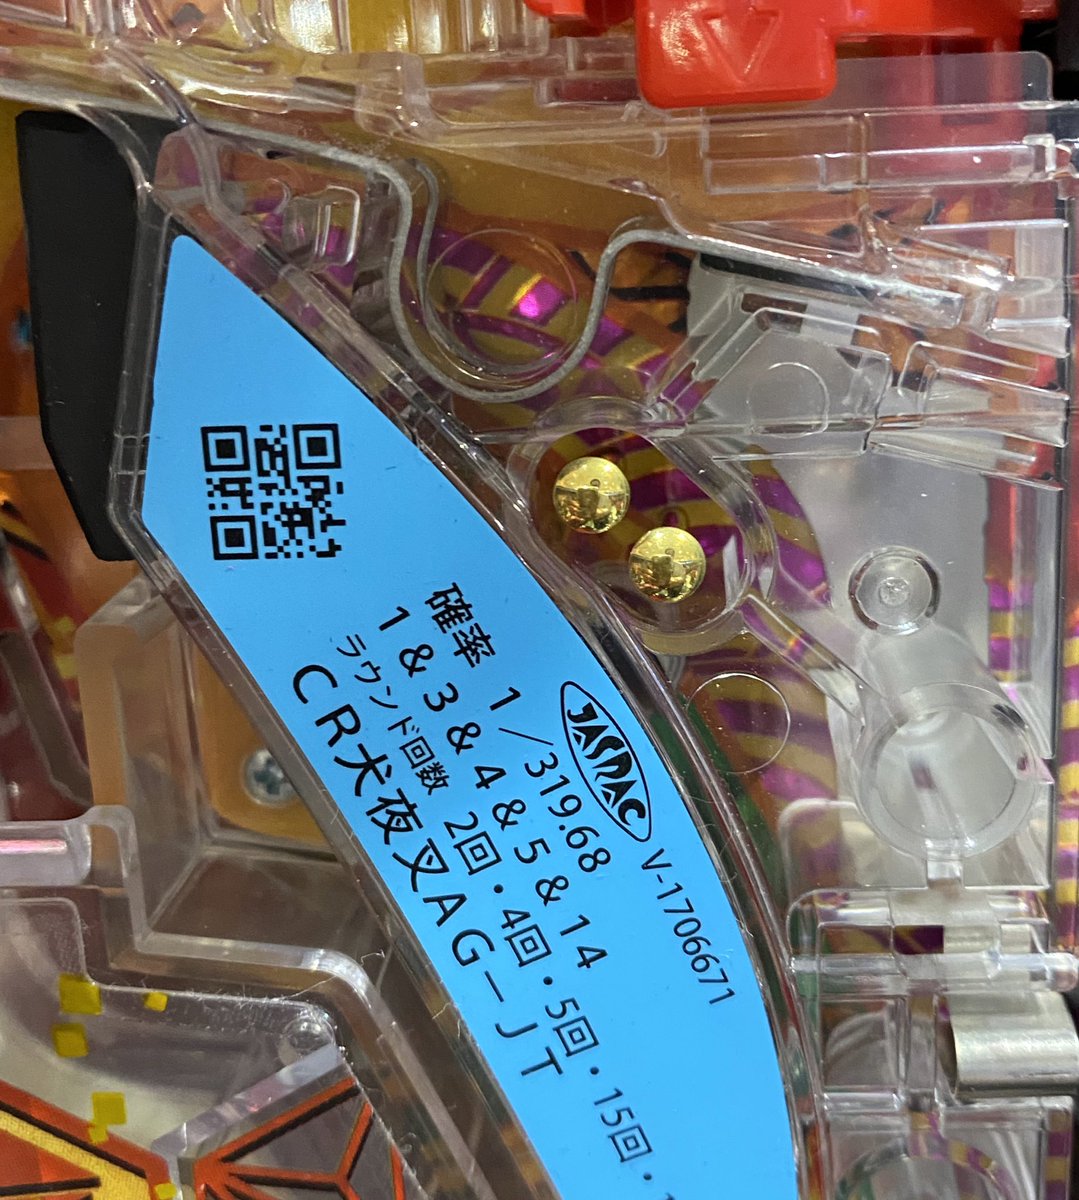 JASRAC V-1706671
確率 1／319.68
1＆3＆4＆5＆14
ラウンド回数 2回・4回・5回・15回・
CR犬夜叉AG—JT